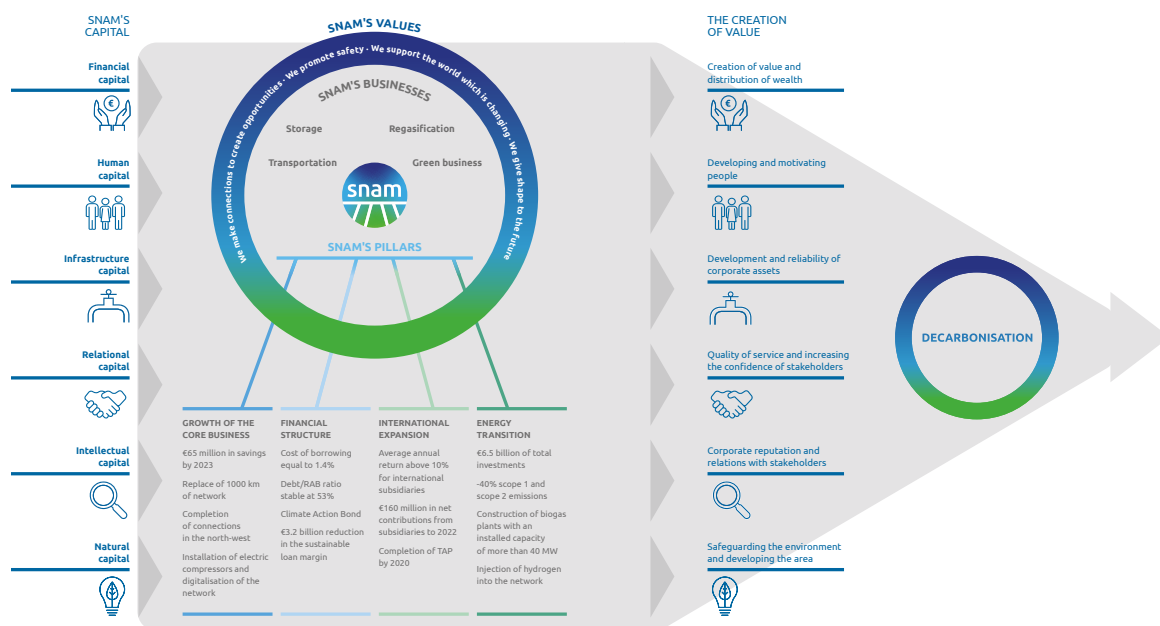 SNAM'S
CAPITAL
Financial
capital
Human
capital
Infrastructure
capital
Relational
capital
Intellectual
capital
Natural
capital
SNAM'S VALUES
We make connections to create opportunities · We promote safety · We support the world which is changing · We give shape to the future
SNAM'S BUSINESSES
Storage
Regasification
Transportation
Green business
snam
SNAM'S PILLARS
GROWTH OF THE
CORE BUSINESS
€65 million in savings
by 2023
Replace of 1000 km
of network
Completion
of connections
in the north-west
Installation of electric
compressors and
digitalisation of the
network
FINANCIAL
STRUCTURE
Cost of borrowing
equal to 1.4%
Debt/RAB ratio
stable at 53%
Climate Action Bond
€3.2 billion reduction
in the sustainable
loan margin
INTERNATIONAL
EXPANSION
Average annual
return above 10%
for international
subsidiaries
€160 million in net
contributions from
subsidiaries to 2022
Completion of TAP
by 2020
ENERGY
TRANSITION
€6.5 billion of total
investments
-40% scope 1 and
scope 2 emissions
Construction of biogas
plants with an
installed capacity
of more than 40 MW
Injection of hydrogen
into the network
THE CREATION
OF VALUE
Creation of value and
distribution of wealth
Developing and motivating
people
Development and reliability of
corporate assets
Quality of service and increasing
the confidence of stakeholders
Corporate reputation and
relations with stakeholders
Safeguarding the environment
and developing the area
DECARBONISATION